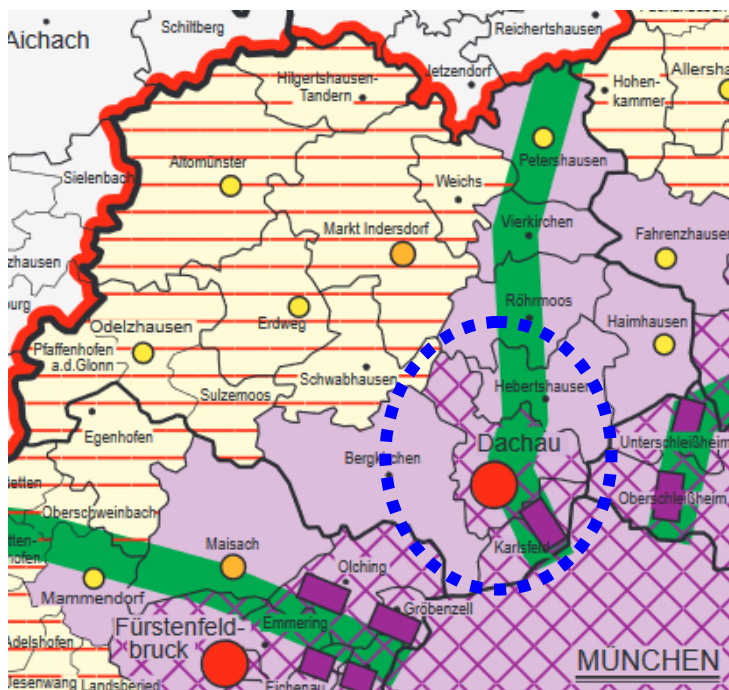 Aichach
Schiltberg
Reichertshausen
Jetzendorf
Hilgertshausen-
Tandern
Hohen-
kammer
Allersha
Petershausen
Altomünster
Sielenbach
Weichs
Markt Indersdorf
Vierkirchen
Fahrenzhausen
zhausen
Röhrmoos
burg
Odelzhausen
Erdweg
Haimhausen
Pfaffenhofen
a.d.Glonn
Sulzemoos
Schwabhausen
Hebertshausen
Egenhofen
Bergkirchen
Dachau
Unterschleißheim
Oberschleißheim
Oberschweinbach
Maisach
Karlsfeld
Olching
Mammendorf
Gröbenzell
Emmering
Fürstenfeld-
bruck
Adelshofen
MÜNCHEN
Jesenwang
Landsberied
Eichenau